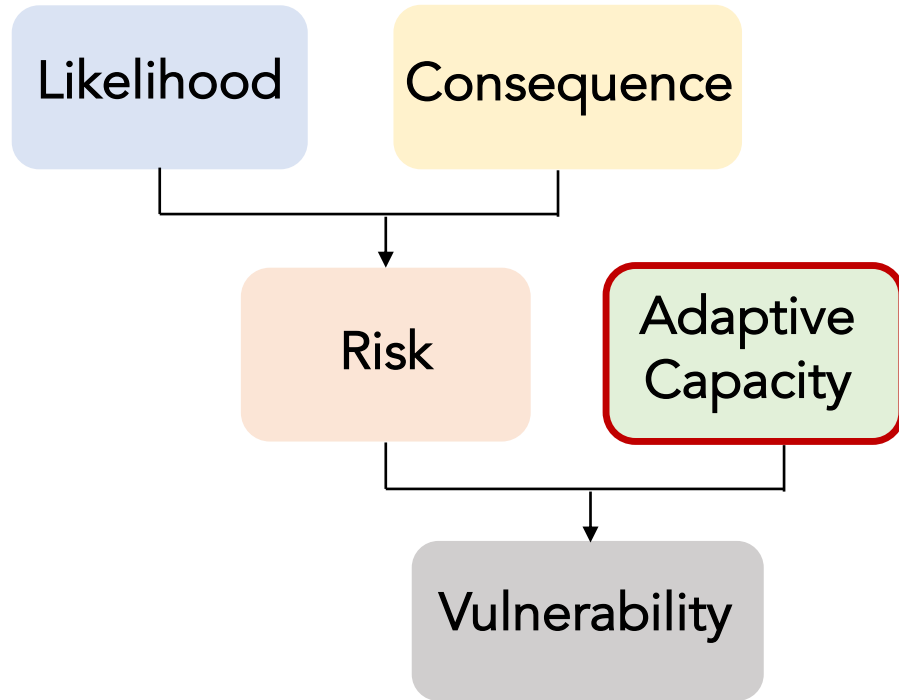 Likelihood
Consequence
Risk
Adaptive
Capacity
Vulnerability